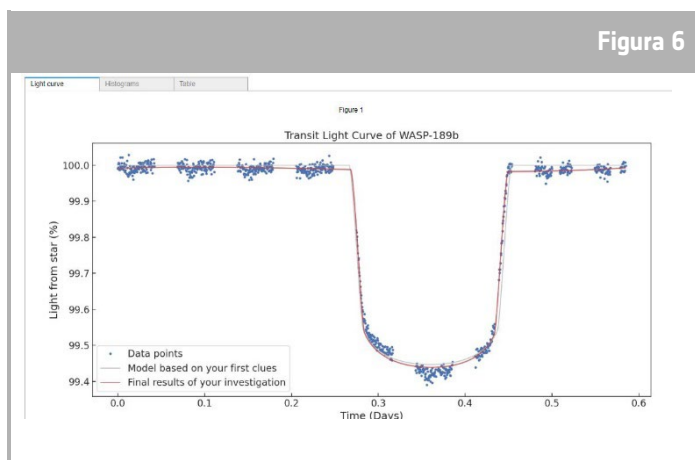 Figura 6
Light curve
Histograms
Table
Figure 1
Transit Light Curve of WASP-189b
Light from star (%)
100.0
99.9
99.8
99.7
99.6
99.5
99.4
Data points
Model based on your first clues
Final results of your investigation
0.0 0.1 0.2 0.3 0.4 0.5 0.6
Time (Days)